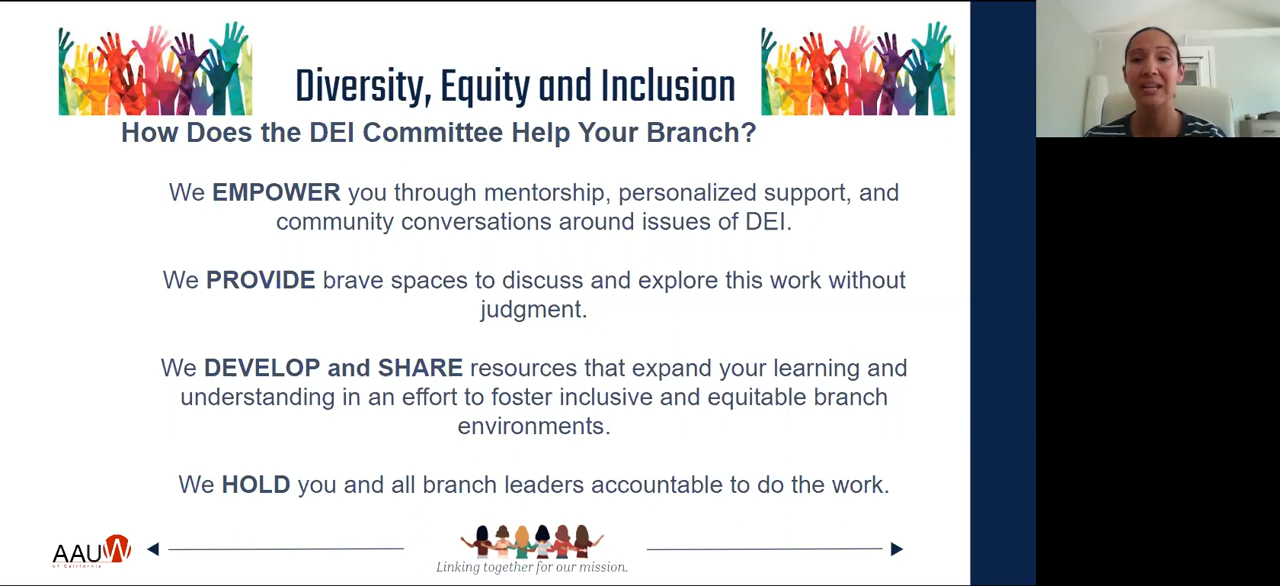 Diversity, Equity and Inclusion
How Does the DEI Committee Help Your Branch?
We EMPOWER you through mentorship, personalized support, and
community conversations around issues of DEI.
We PROVIDE brave spaces to discuss and explore this work without
judgment.
We DEVELOP and SHARE resources that expand your learning and
understanding in an effort to foster inclusive and equitable branch
environments.
We HOLD you and all branch leaders accountable to do the work.
AAUW
of California
Linking together for our mission.